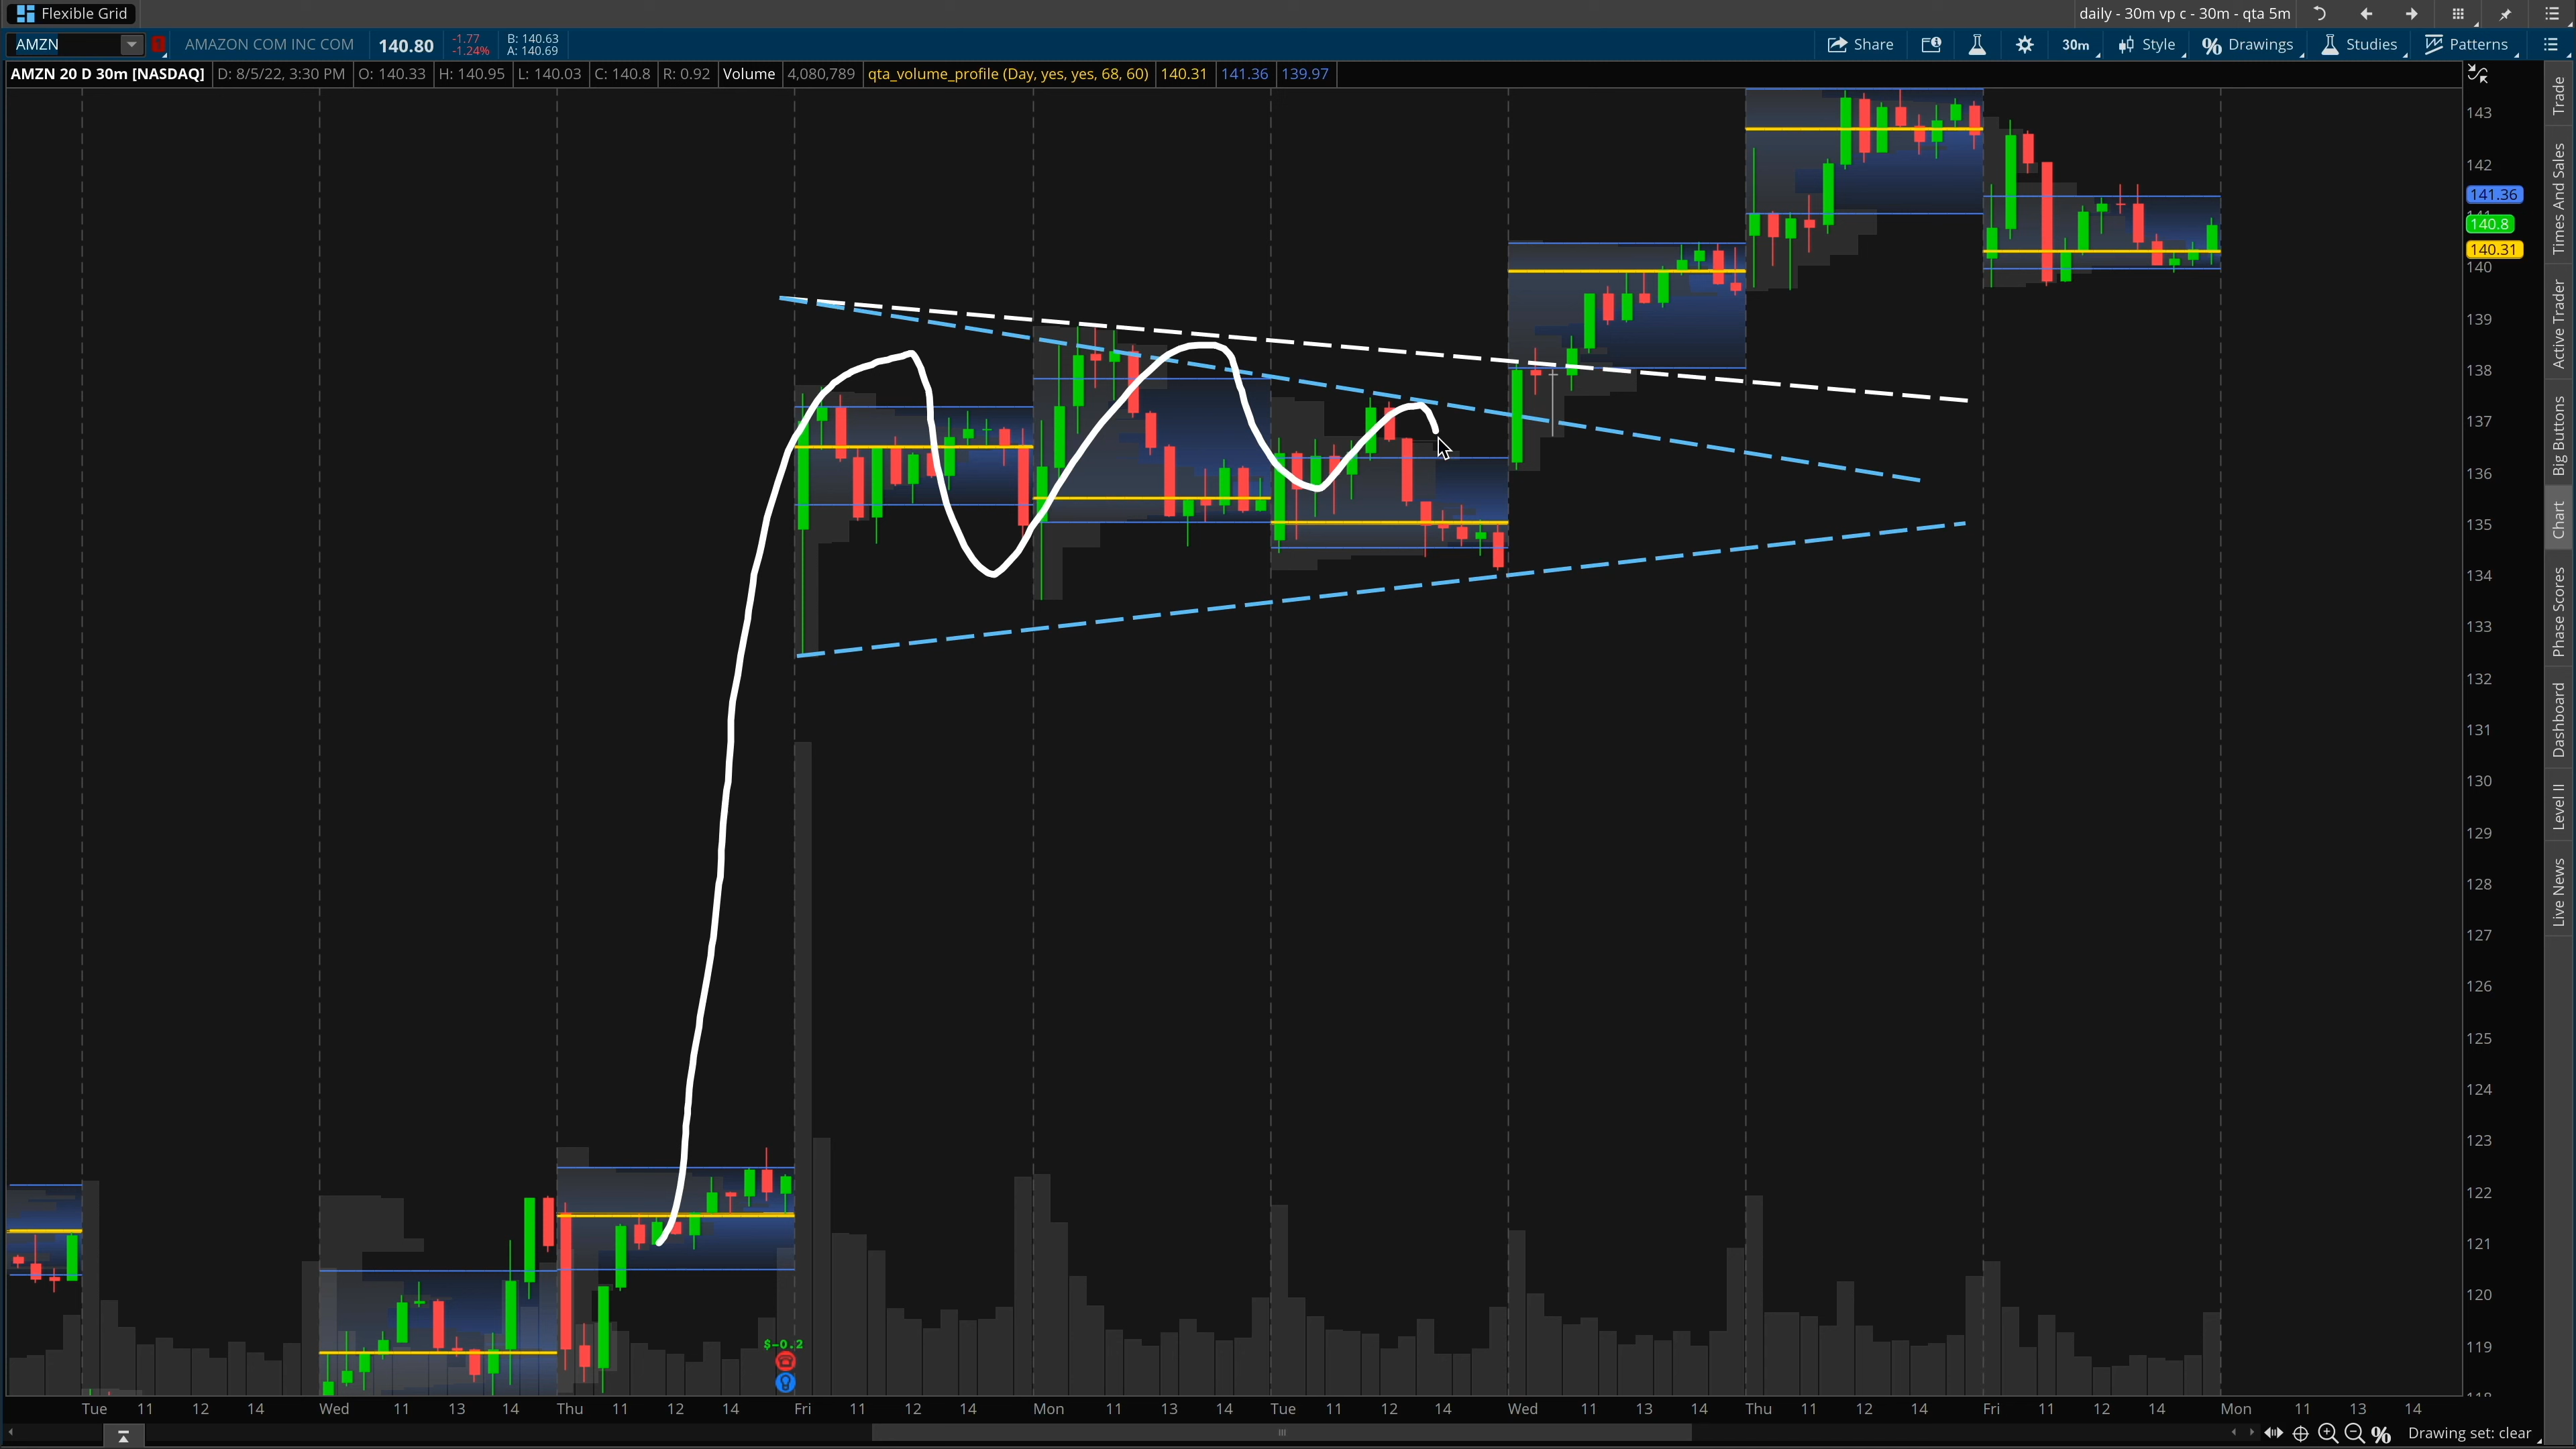 Flexible Grid
daily - 30m vp c - 30m - qta 5m
AMZN
AMAZON COM INC COM
140.80
-1.77
-1.24%
B: 140.63
A: 140.69
Share
30m
Style
Drawings
Studies
Patterns
AMZN 20 D 30m [NASDAQ]
D: 8/5/22, 3:30 PM
O: 140.33
H: 140.95
L: 140.03
C: 140.8
R: 0.92
Volume
4,080,789
qta_volume_profile (Day, yes, yes, 68, 60)
140.31
141.36
139.97
143
142
141.36
140.8
140.31
140
139
138
137
136
135
134
133
132
131
130
129
128
127
126
125
124
123
122
121
120
119
Trade
Times And Sales
Active Trader
Big Buttons
Chart
Phase Scores
Dashboard
Level II
Live News
$-0.2
Tue 11 12 14 Wed 11 13 14 Thu 11 12 14 Fri 11 12 14 Mon 11 13 14 Tue 11 12 14 Wed 11 13 14 Thu 11 12 14 Fri 11 12 14 Mon 11 13 14
Drawing set: clear